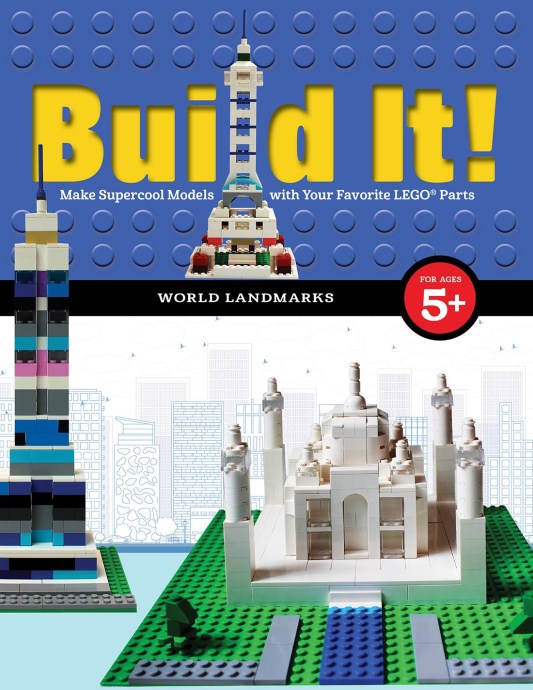 Build It!
Make Supercool Models with Your Favorite LEGO® Parts
WORLD LANDMARKS
FOR AGES
5+